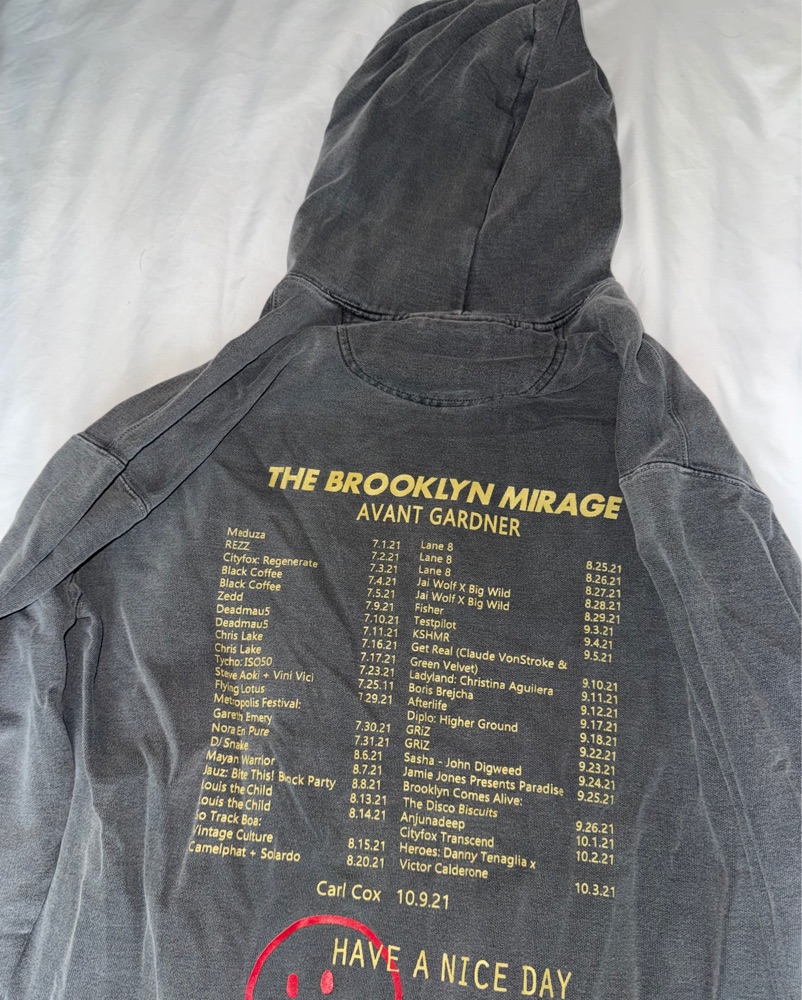 THE BROOKLYN MIRAGE
AVANT GARDNER
Meduza 7.1.21
REZZ 7.2.21
Cityfox: Regenerate 7.3.21
Black Coffee 7.4.21
Black Coffee 7.5.21
Zedd 7.9.21
Deadmau5 7.10.21
Deadmau5 7.11.21
Chris Lake 7.16.21
Chris Lake 7.17.21
Tycho: ISO50 7.23.21
Steve Aoki + Vini Vici 7.25.11
Flying Lotus 7.29.21
Metropolis Festival:
Gareth Emery 7.30.21
Nora En Pure 7.31.21
DJ Snake 8.6.21
Mayan Warrior 8.7.21
Jauz: Bite This! Block Party 8.8.21
Louis the Child 8.13.21
Louis the Child 8.14.21
Track Boa:
Vintage Culture 8.15.21
Camelphat + Solardo 8.20.21
Lane 8 8.25.21
Lane 8 8.26.21
Lane 8 8.27.21
Jai Wolf X Big Wild 8.28.21
Jai Wolf X Big Wild 8.29.21
Fisher 9.3.21
Testpilot 9.4.21
KSHMR 9.5.21
Get Real (Claude VonStroke &
Green Velvet) 9.10.21
Ladyland: Christina Aguilera 9.11.21
Boris Brejcha 9.12.21
Afterlife 9.17.21
Diplo: Higher Ground 9.18.21
GRiZ 9.22.21
GRiZ 9.23.21
Sasha - John Digweed 9.24.21
Jamie Jones Presents Paradise 9.25.21
Brooklyn Comes Alive:
The Disco Biscuits 9.26.21
Anjunadeep 10.1.21
Cityfox Transcend 10.2.21
Heroes: Danny Tenaglia x
Victor Calderone 10.3.21
Carl Cox 10.9.21
HAVE A NICE DAY